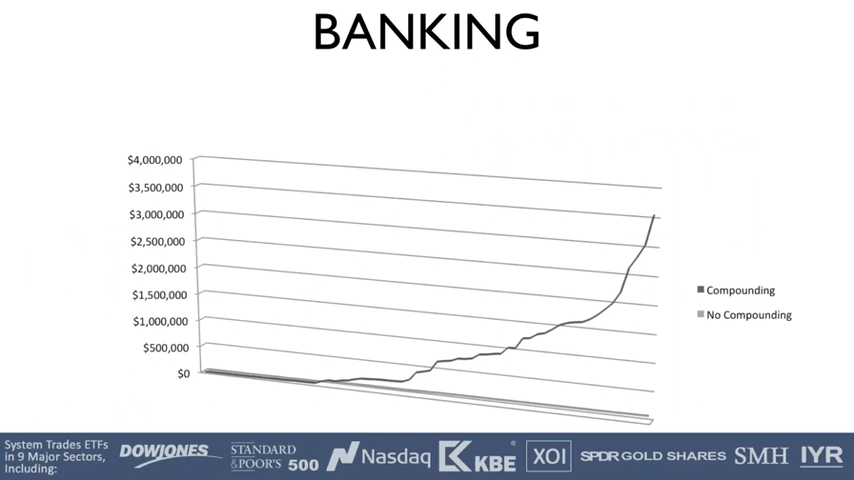 BANKING
$4,000,000
$3,500,000
$3,000,000
$2,500,000
$2,000,000
$1,500,000
$1,000,000
$500,000
$0
Compounding
No Compounding
System Trades ETFs
in 9 Major Sectors,
Including:
DOWJONES
STANDARD
&POOR'S 500
Nasdaq
KBE
XOI
SPDR GOLD SHARES
SMH
IYR